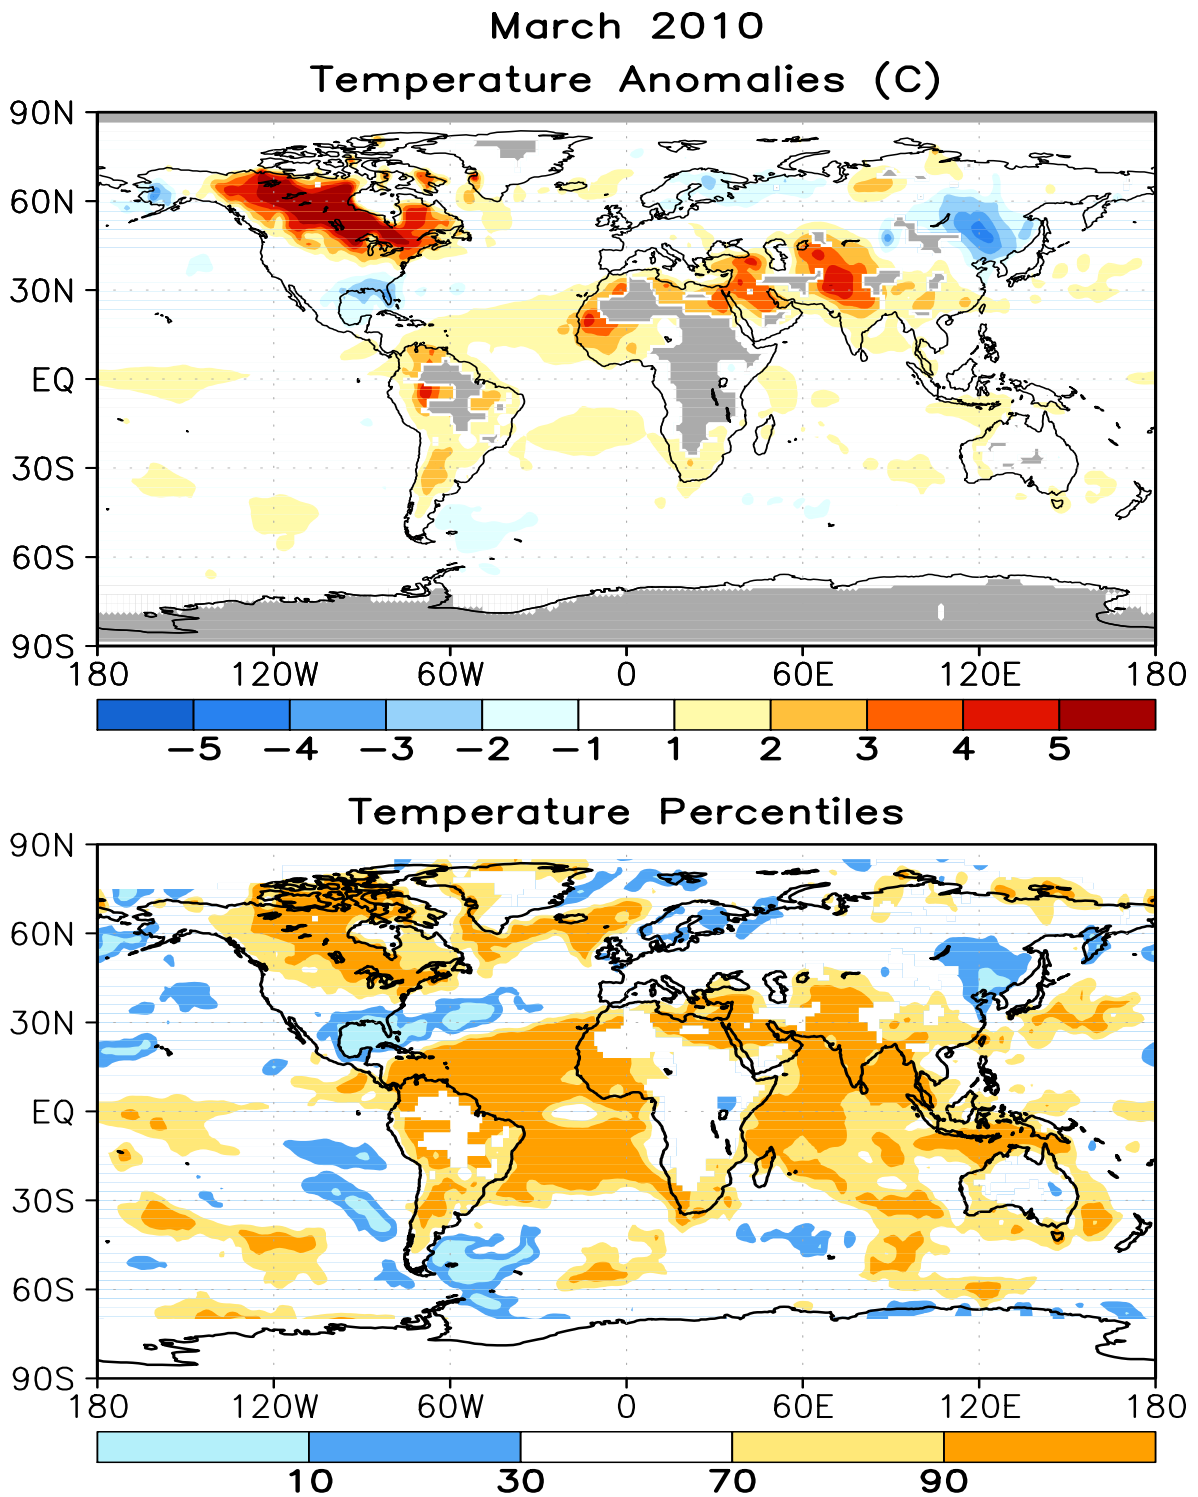 March 2010
Temperature Anomalies (C)
90N
60N
30N
EQ
30S
60S
90S
180 120W 60W 0 60E 120E 180
−5 −4 −3 −2 −1 1 2 3 4 5
Temperature Percentiles
90N
60N
30N
EQ
30S
60S
90S
180 120W 60W 0 60E 120E 180
10 30 70 90